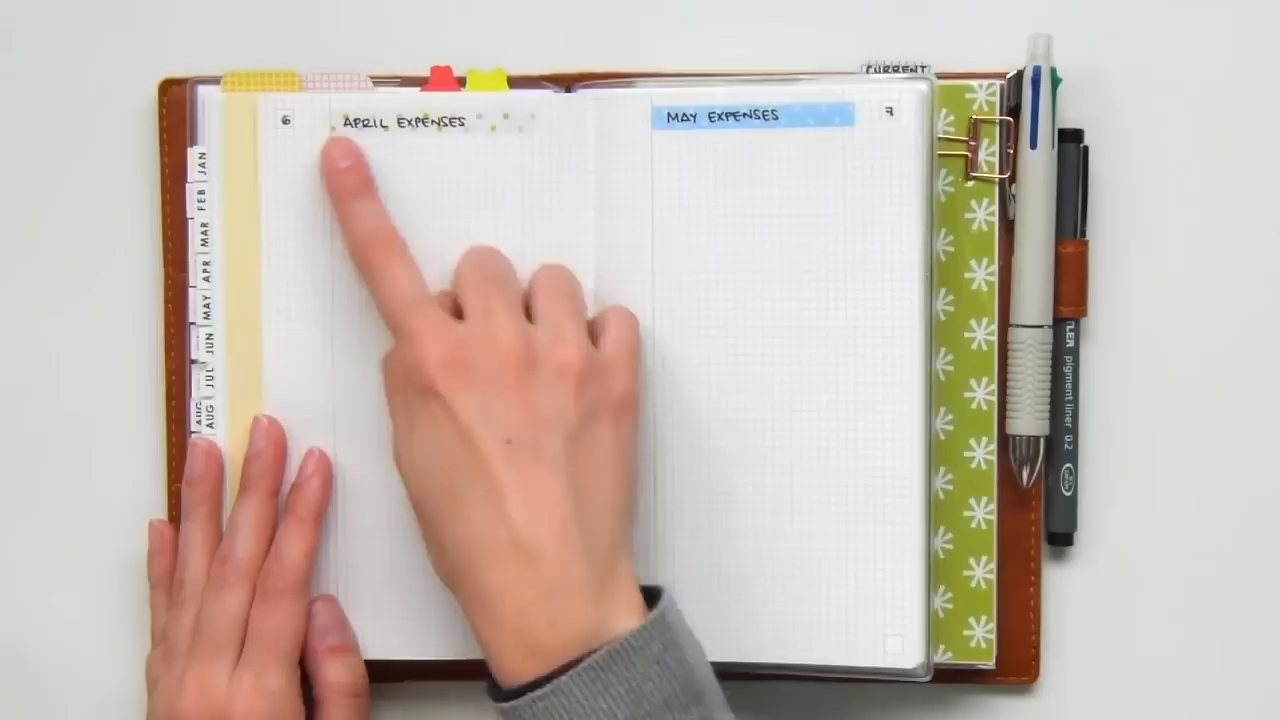 CURRENT
6
APRIL EXPENSES
MAY EXPENSES
7
JAN
FEB
MAR
APR
MAY
JUN
JUL
AUG
AUG
pigment liner 0.2